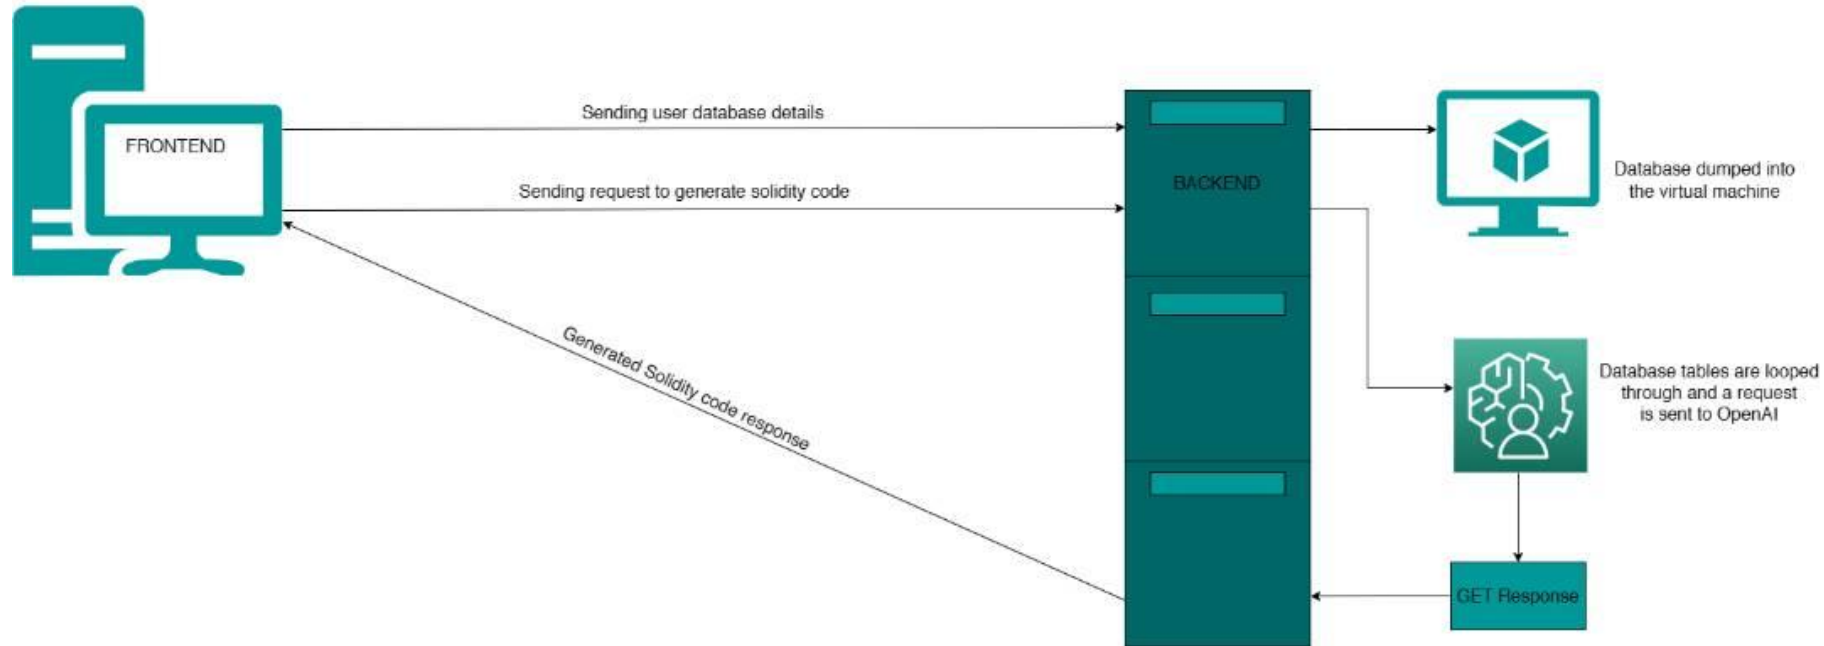 Sending user database details
FRONTEND
Sending request to generate solidity code
BACKEND
Database dumped into
the virtual machine
Generated Solidity code response
Database tables are looped
through and a request
is sent to OpenAI
GET Response